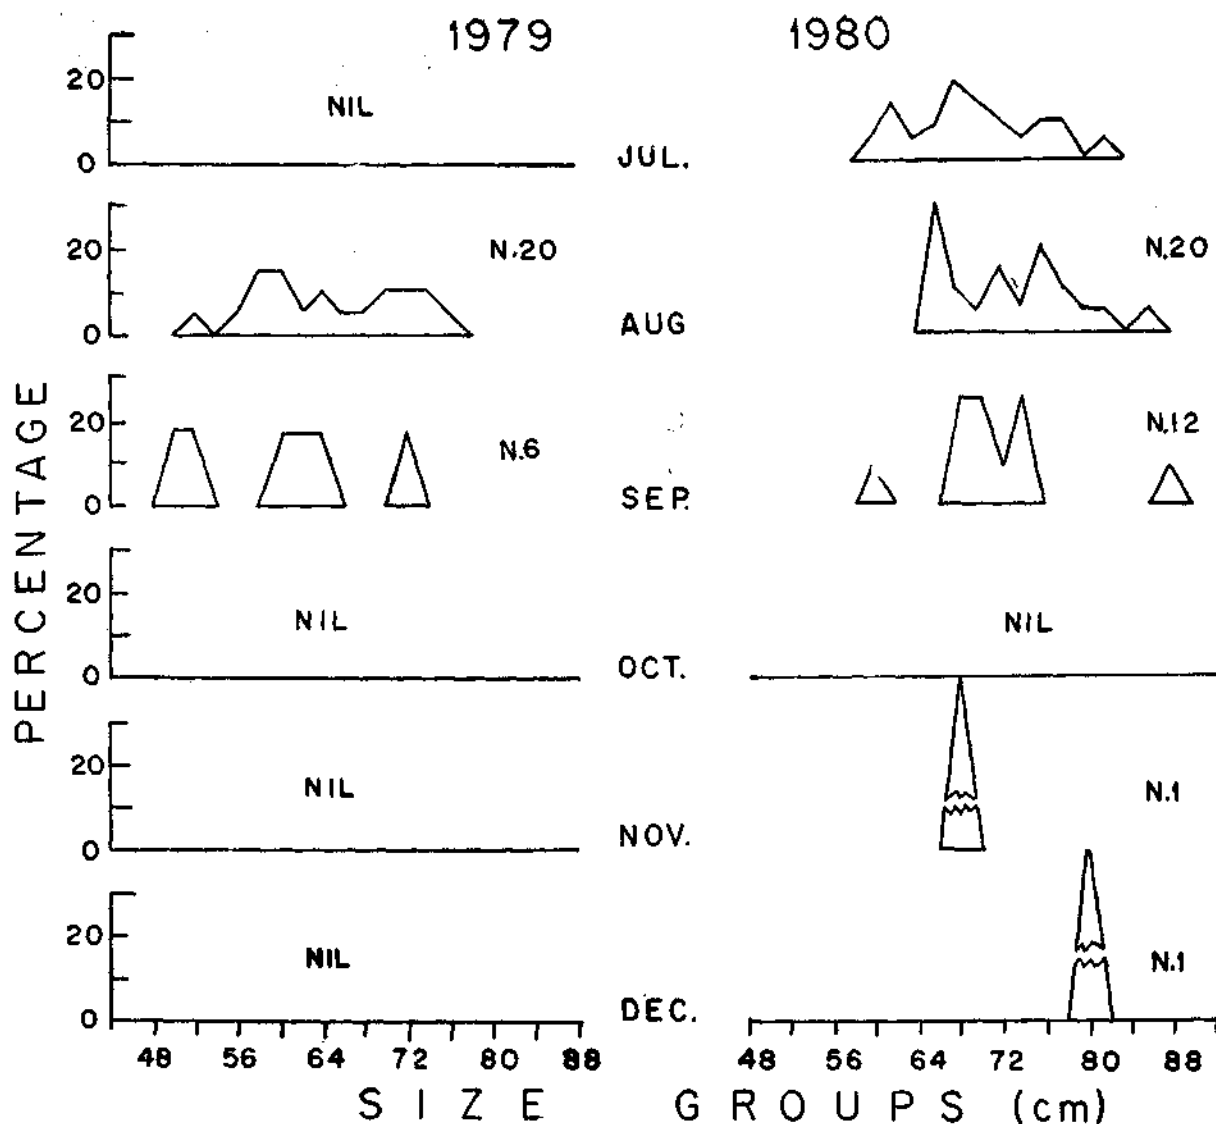 1979 1980
20
0
NIL
JUL.
20
0
N.20
AUG
N.20
20
0
N.6
SEP.
N.12
20
0
NIL
OCT.
NIL
20
0
NIL
NOV.
N.1
20
0
NIL
DEC.
N.1
48 56 64 72 88 48 56 64 72 80 88
PERCENTAGE
SIZE GROUPS (cm)